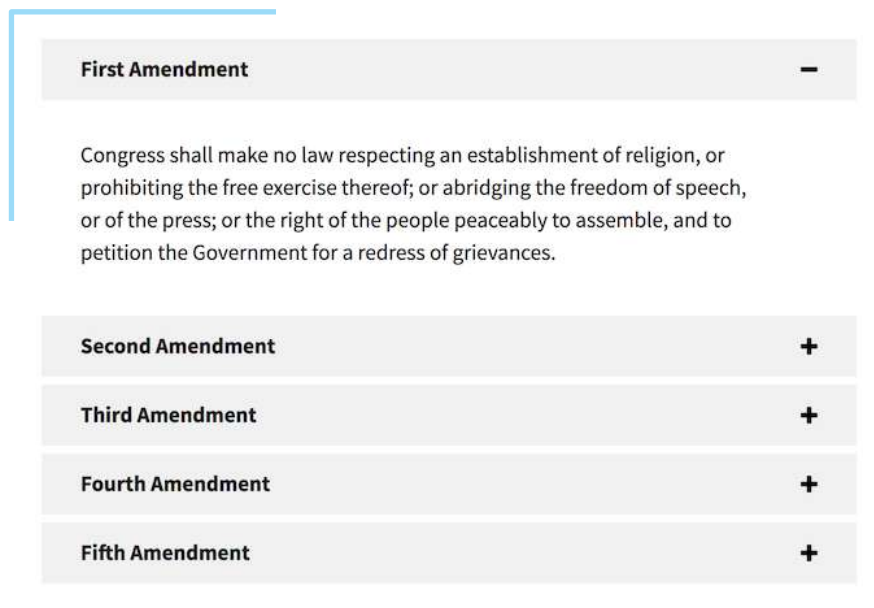 First Amendment
Congress shall make no law respecting an establishment of religion, or
prohibiting the free exercise thereof; or abridging the freedom of speech,
or of the press; or the right of the people peaceably to assemble, and to
petition the Government for a redress of grievances.
Second Amendment
Third Amendment
Fourth Amendment
Fifth Amendment